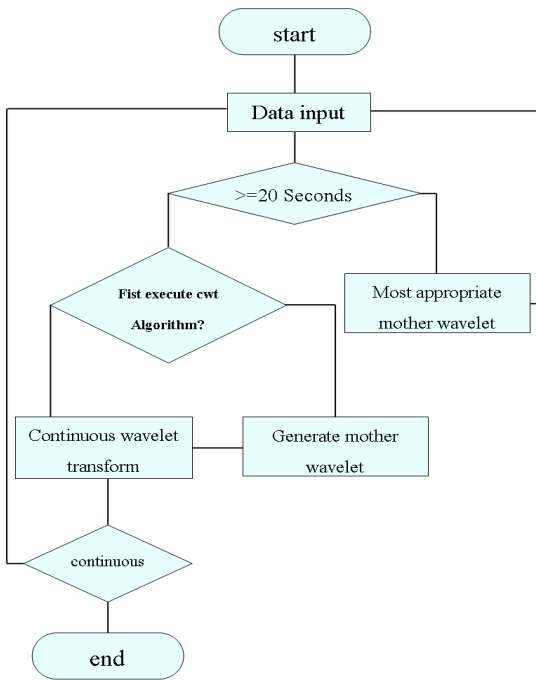 start
Data input
>=20 Seconds
Fist execute cwt
Algorithm?
Most appropriate
mother wavelet
Continuous wavelet
transform
Generate mother
wavelet
continuous
end